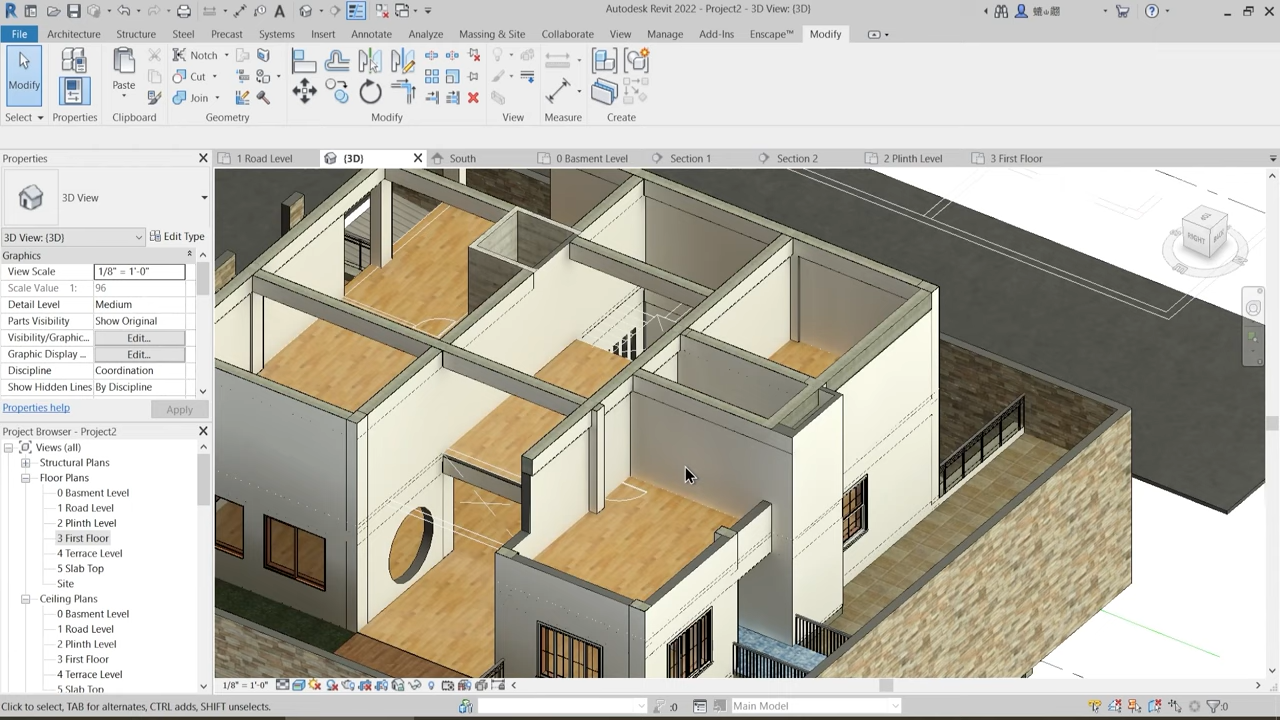 Autodesk Revit 2022 - Project2 - 3D View: {3D}
File Architecture Structure Steel Precast Systems Insert Annotate Analyze Massing & Site Collaborate View Manage Add-Ins Enscape™ Modify
Modify
Select
Properties
Paste
Clipboard
Notch
Cut
Join
Geometry
Modify
View
Measure
Create
Properties
1 Road Level
{3D}
South
0 Basment Level
Section 1
Section 2
2 Plinth Level
3 First Floor
3D View
3D View: {3D} Edit Type
Graphics
View Scale 1/8" = 1'-0"
Scale Value 1: 96
Detail Level Medium
Parts Visibility Show Original
Visibility/Graphic... Edit...
Graphic Display ... Edit...
Discipline Coordination
Show Hidden Lines By Discipline
Properties help Apply
Project Browser - Project2
Views (all)
Structural Plans
Floor Plans
0 Basment Level
1 Road Level
2 Plinth Level
3 First Floor
4 Terrace Level
5 Slab Top
Site
Ceiling Plans
0 Basment Level
1 Road Level
2 Plinth Level
3 First Floor
4 Terrace Level
5 Slab Top
RIGHT
1/8" = 1'-0"
Click to select, TAB for alternates, CTRL adds, SHIFT unselects.
:0
Main Model
:0